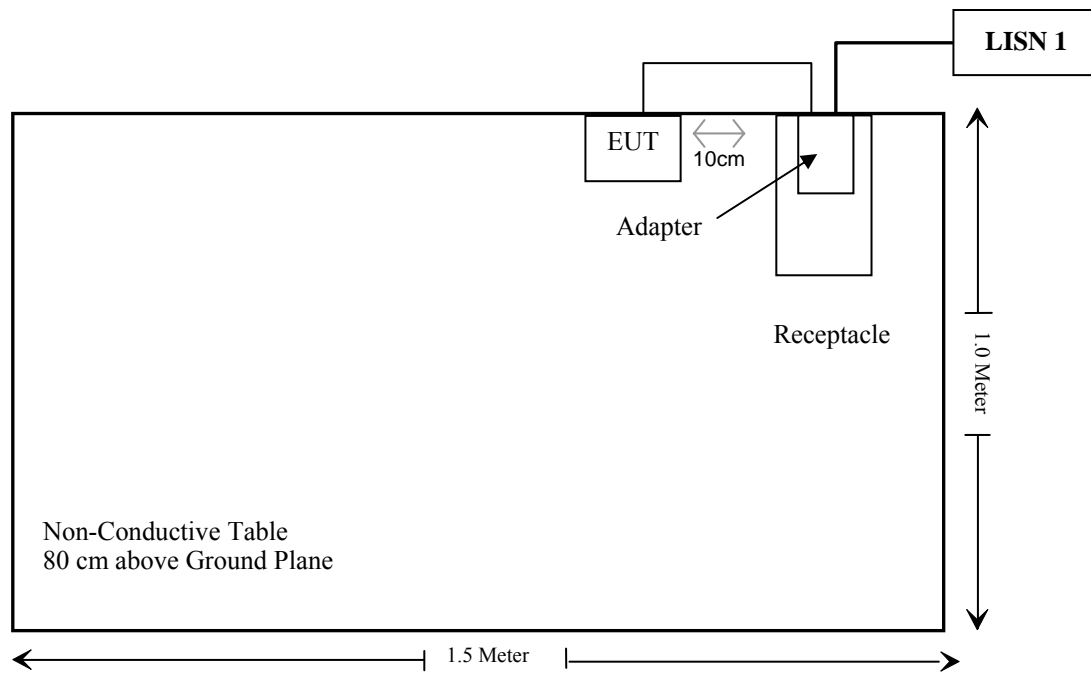 LISN 1
EUT
10cm
Adapter
Receptacle
1.0 Meter
Non-Conductive Table
80 cm above Ground Plane
1.5 Meter